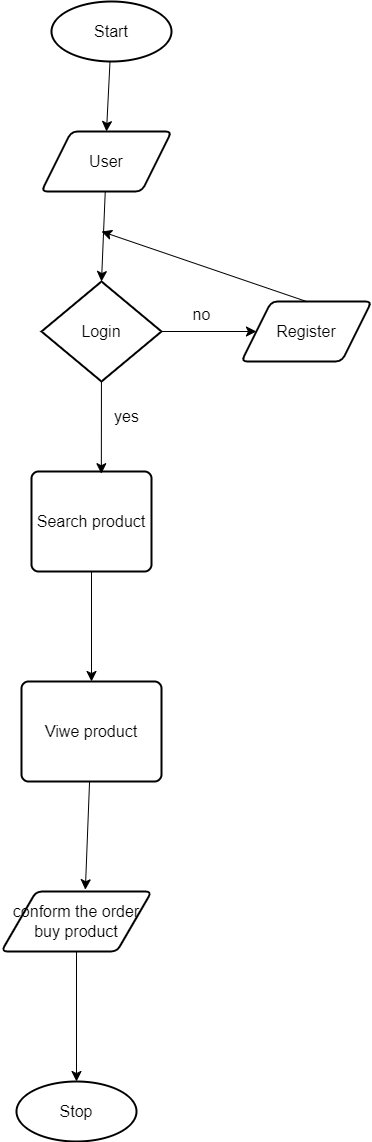 Start
User
Login
no
Register
yes
Search product
Viwe product
conform the order
buy product
Stop